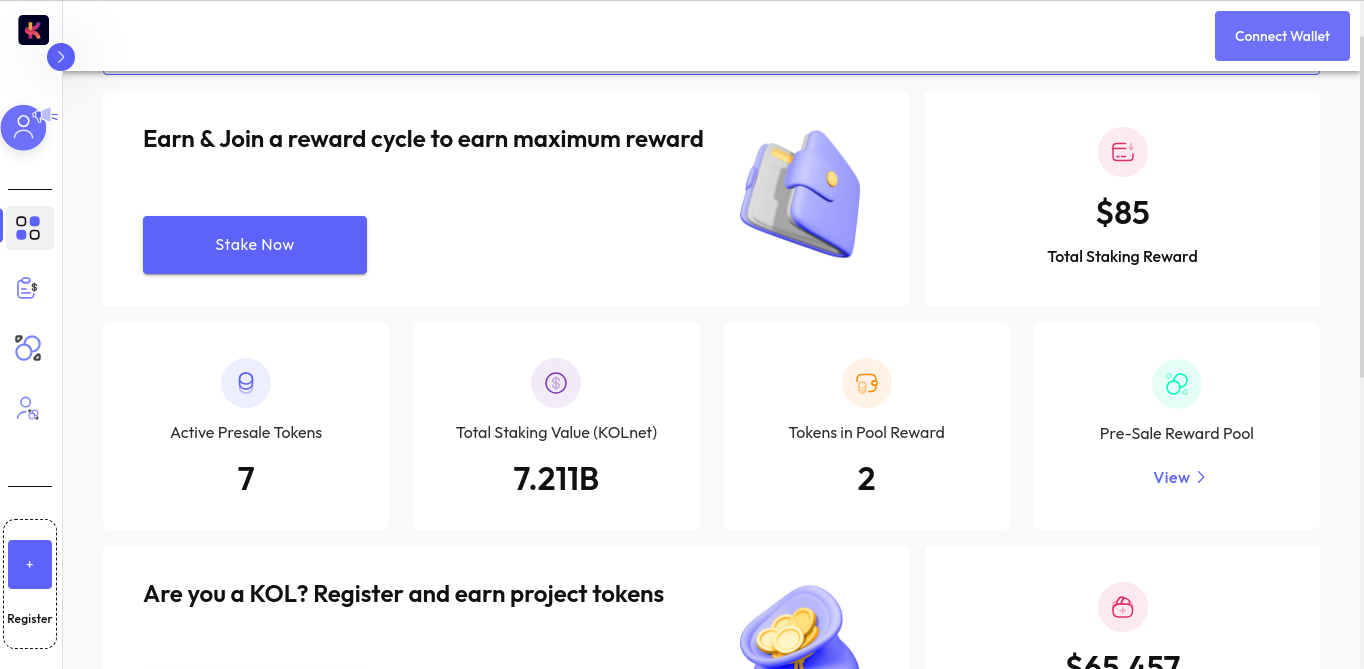 Connect Wallet
Earn & Join a reward cycle to earn maximum reward
Stake Now
$85
Total Staking Reward
Active Presale Tokens
7
Total Staking Value (KOLnet)
7.211B
Tokens in Pool Reward
2
Pre-Sale Reward Pool
View
Are you a KOL? Register and earn project tokens
$65,457
+
Register